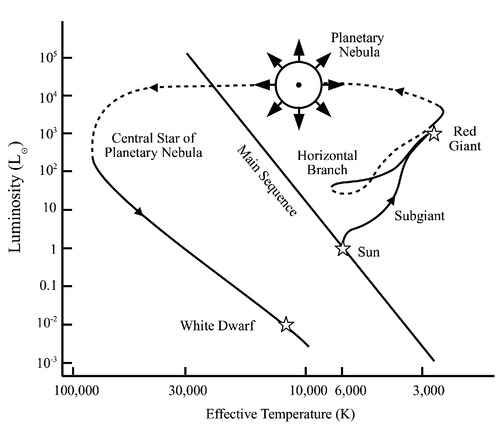 Planetary
Nebula
10⁵
10⁴
10³
10²
10
1
0.1
10⁻²
10⁻³
Luminosity (L☉)
Central Star of
Planetary Nebula
Main Sequence
Horizontal
Branch
Red
Giant
Subgiant
Sun
White Dwarf
100,000
30,000
10,000
6,000
3,000
Effective Temperature (K)